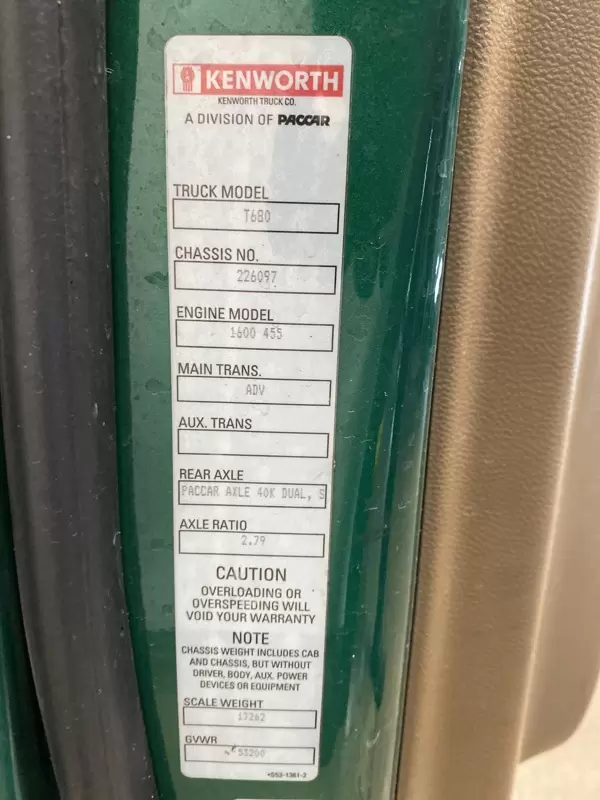 KENWORTH
KENWORTH TRUCK CO.
A DIVISION OF PACCAR
TRUCK MODEL
T680
CHASSIS NO.
226097
ENGINE MODEL
1600 455
MAIN TRANS.
ADV
AUX. TRANS
REAR AXLE
PACCAR AXLE 40K DUAL, S
AXLE RATIO
2.79
CAUTION
OVERLOADING OR
OVERSPEEDING WILL
VOID YOUR WARRANTY
NOTE
CHASSIS WEIGHT INCLUDES CAB
AND CHASSIS, BUT WITHOUT
DRIVER, BODY, AUX. POWER
DEVICES OR EQUIPMENT
SCALE WEIGHT
GVWR
53200